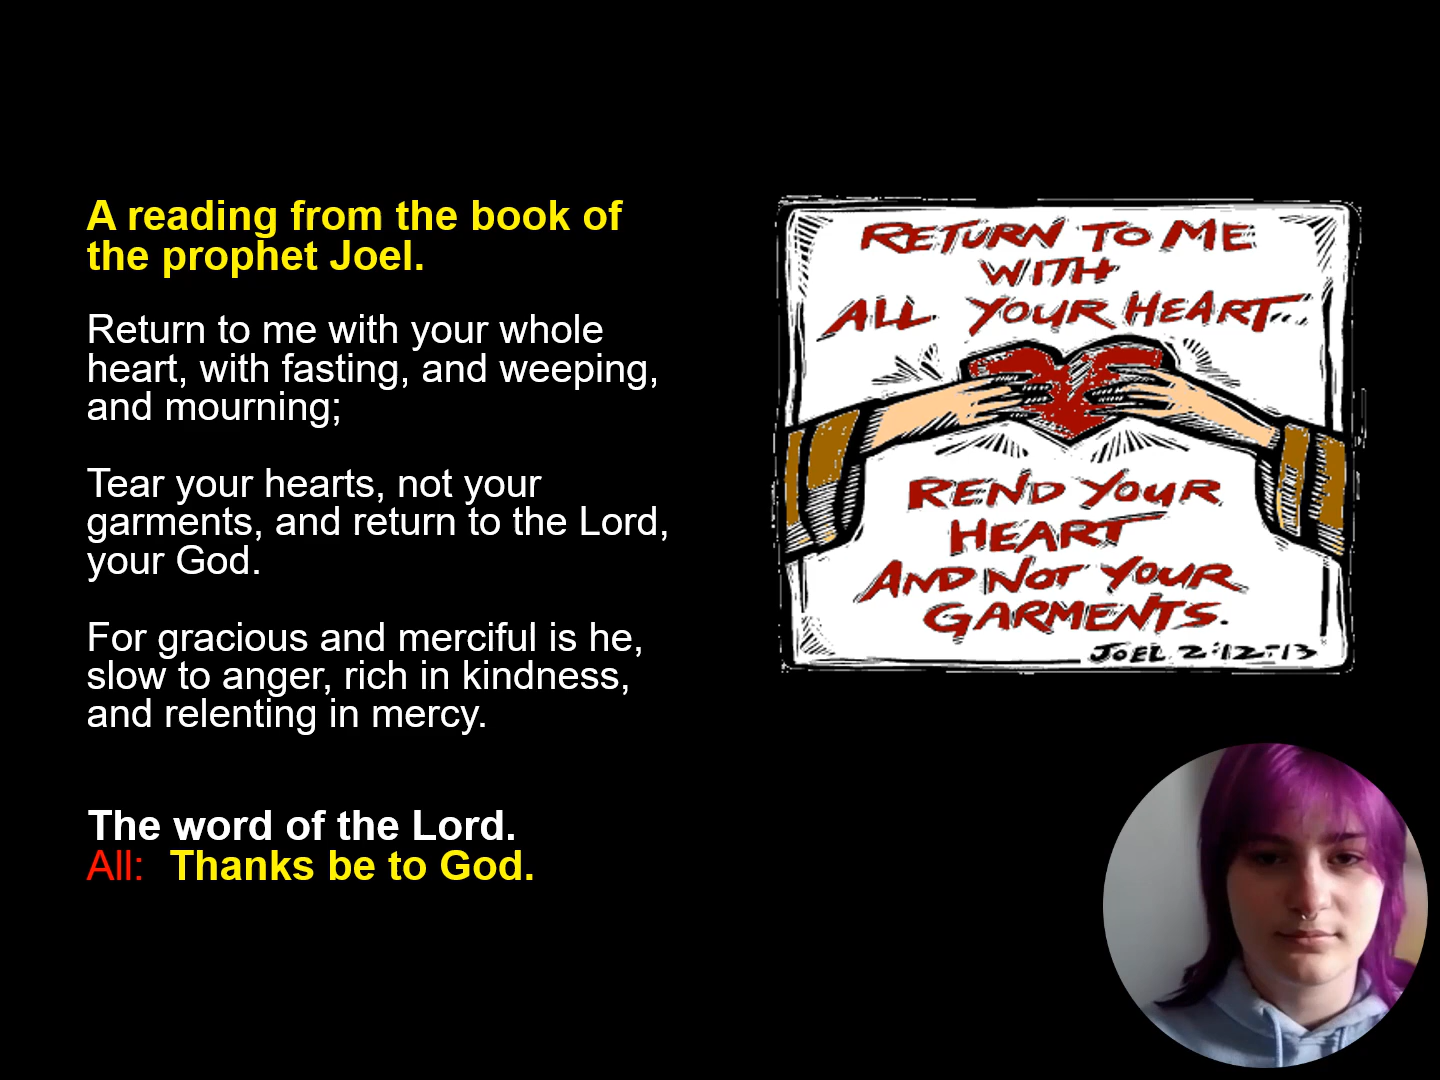 A reading from the book of
the prophet Joel.
Return to me with your whole
heart, with fasting, and weeping,
and mourning;
Tear your hearts, not your
garments, and return to the Lord,
your God.
For gracious and merciful is he,
slow to anger, rich in kindness,
and relenting in mercy.
The word of the Lord.
All: Thanks be to God.
RETURN TO ME
WITH
ALL YOUR HEART...
REND YOUR
HEART
AND NOT YOUR
GARMENTS.
JOEL 2:12-13